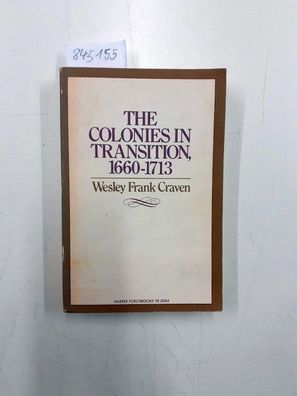 845155
THE
COLONIES IN
TRANSITION,
1660-1713
Wesley Frank Craven
HARPER TORCHBOOKS TB 3084